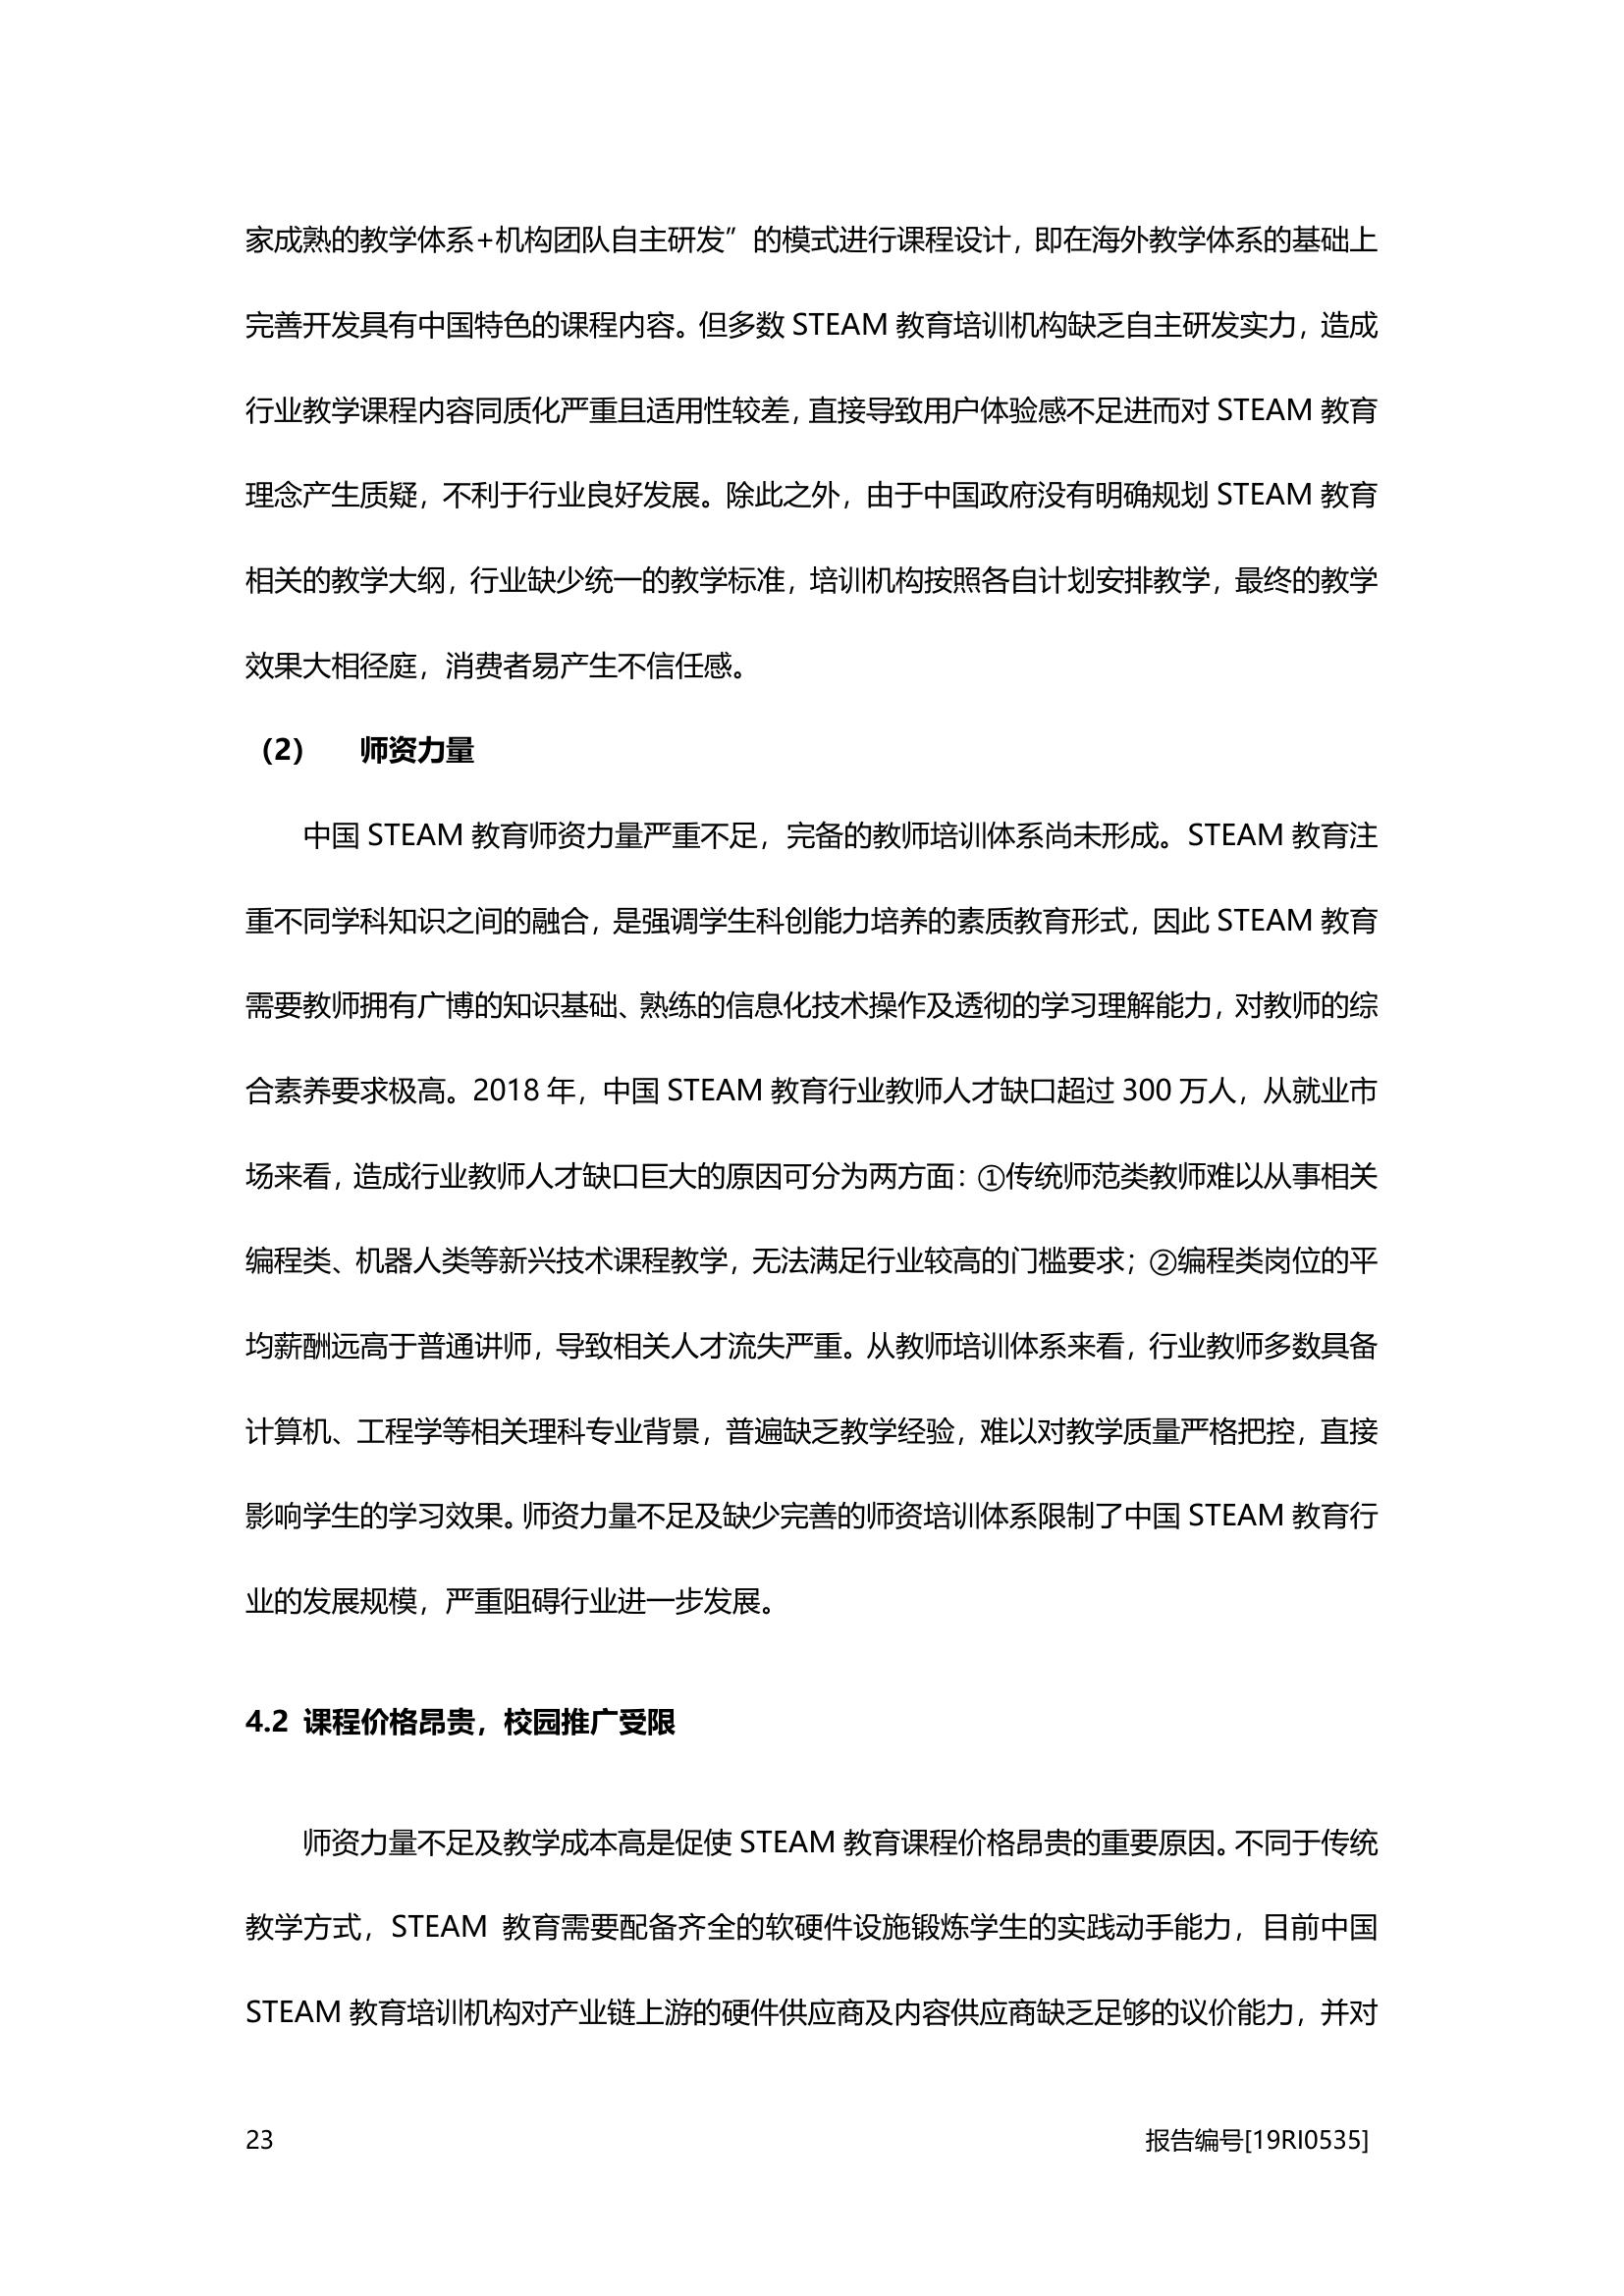 家成熟的教学体系+机构团队自主研发”的模式进行课程设计，即在海外教学体系的基础上
完善开发具有中国特色的课程内容。但多数 STEAM 教育培训机构缺乏自主研发实力，造成
行业教学课程内容同质化严重且适用性较差，直接导致用户体验感不足进而对 STEAM 教育
理念产生质疑，不利于行业良好发展。除此之外，由于中国政府没有明确规划 STEAM 教育
相关的教学大纲，行业缺少统一的教学标准，培训机构按照各自计划安排教学，最终的教学
效果大相径庭，消费者易产生不信任感。
（2） 师资力量
中国 STEAM 教育师资力量严重不足，完备的教师培训体系尚未形成。STEAM 教育注
重不同学科知识之间的融合，是强调学生科创能力培养的素质教育形式，因此 STEAM 教育
需要教师拥有广博的知识基础、熟练的信息化技术操作及透彻的学习理解能力，对教师的综
合素养要求极高。2018 年，中国 STEAM 教育行业教师人才缺口超过 300 万人，从就业市
场来看，造成行业教师人才缺口巨大的原因可分为两方面：①传统师范类教师难以从事相关
编程类、机器人类等新兴技术课程教学，无法满足行业较高的门槛要求；②编程类岗位的平
均薪酬远高于普通讲师，导致相关人才流失严重。从教师培训体系来看，行业教师多数具备
计算机、工程学等相关理科专业背景，普遍缺乏教学经验，难以对教学质量严格把控，直接
影响学生的学习效果。师资力量不足及缺少完善的师资培训体系限制了中国 STEAM 教育行
业的发展规模，严重阻碍行业进一步发展。
4.2 课程价格昂贵，校园推广受限
师资力量不足及教学成本高是促使 STEAM 教育课程价格昂贵的重要原因。不同于传统
教学方式，STEAM 教育需要配备齐全的软硬件设施锻炼学生的实践动手能力，目前中国
STEAM 教育培训机构对产业链上游的硬件供应商及内容供应商缺乏足够的议价能力，并对
23 报告编号[19RI0535]